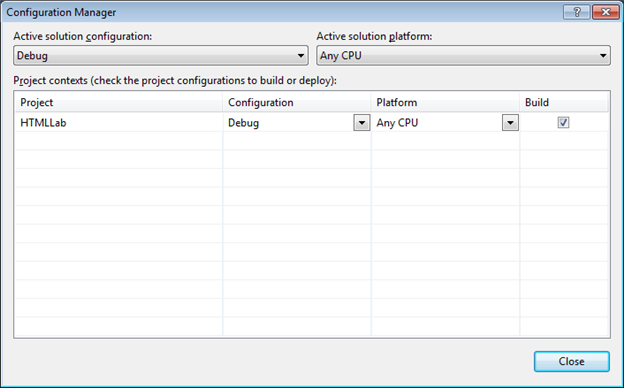 Configuration Manager
Active solution configuration: Active solution platform:
Debug Any CPU
Project contexts (check the project configurations to build or deploy):
Project Configuration Platform Build
HTMLLab Debug Any CPU
Close